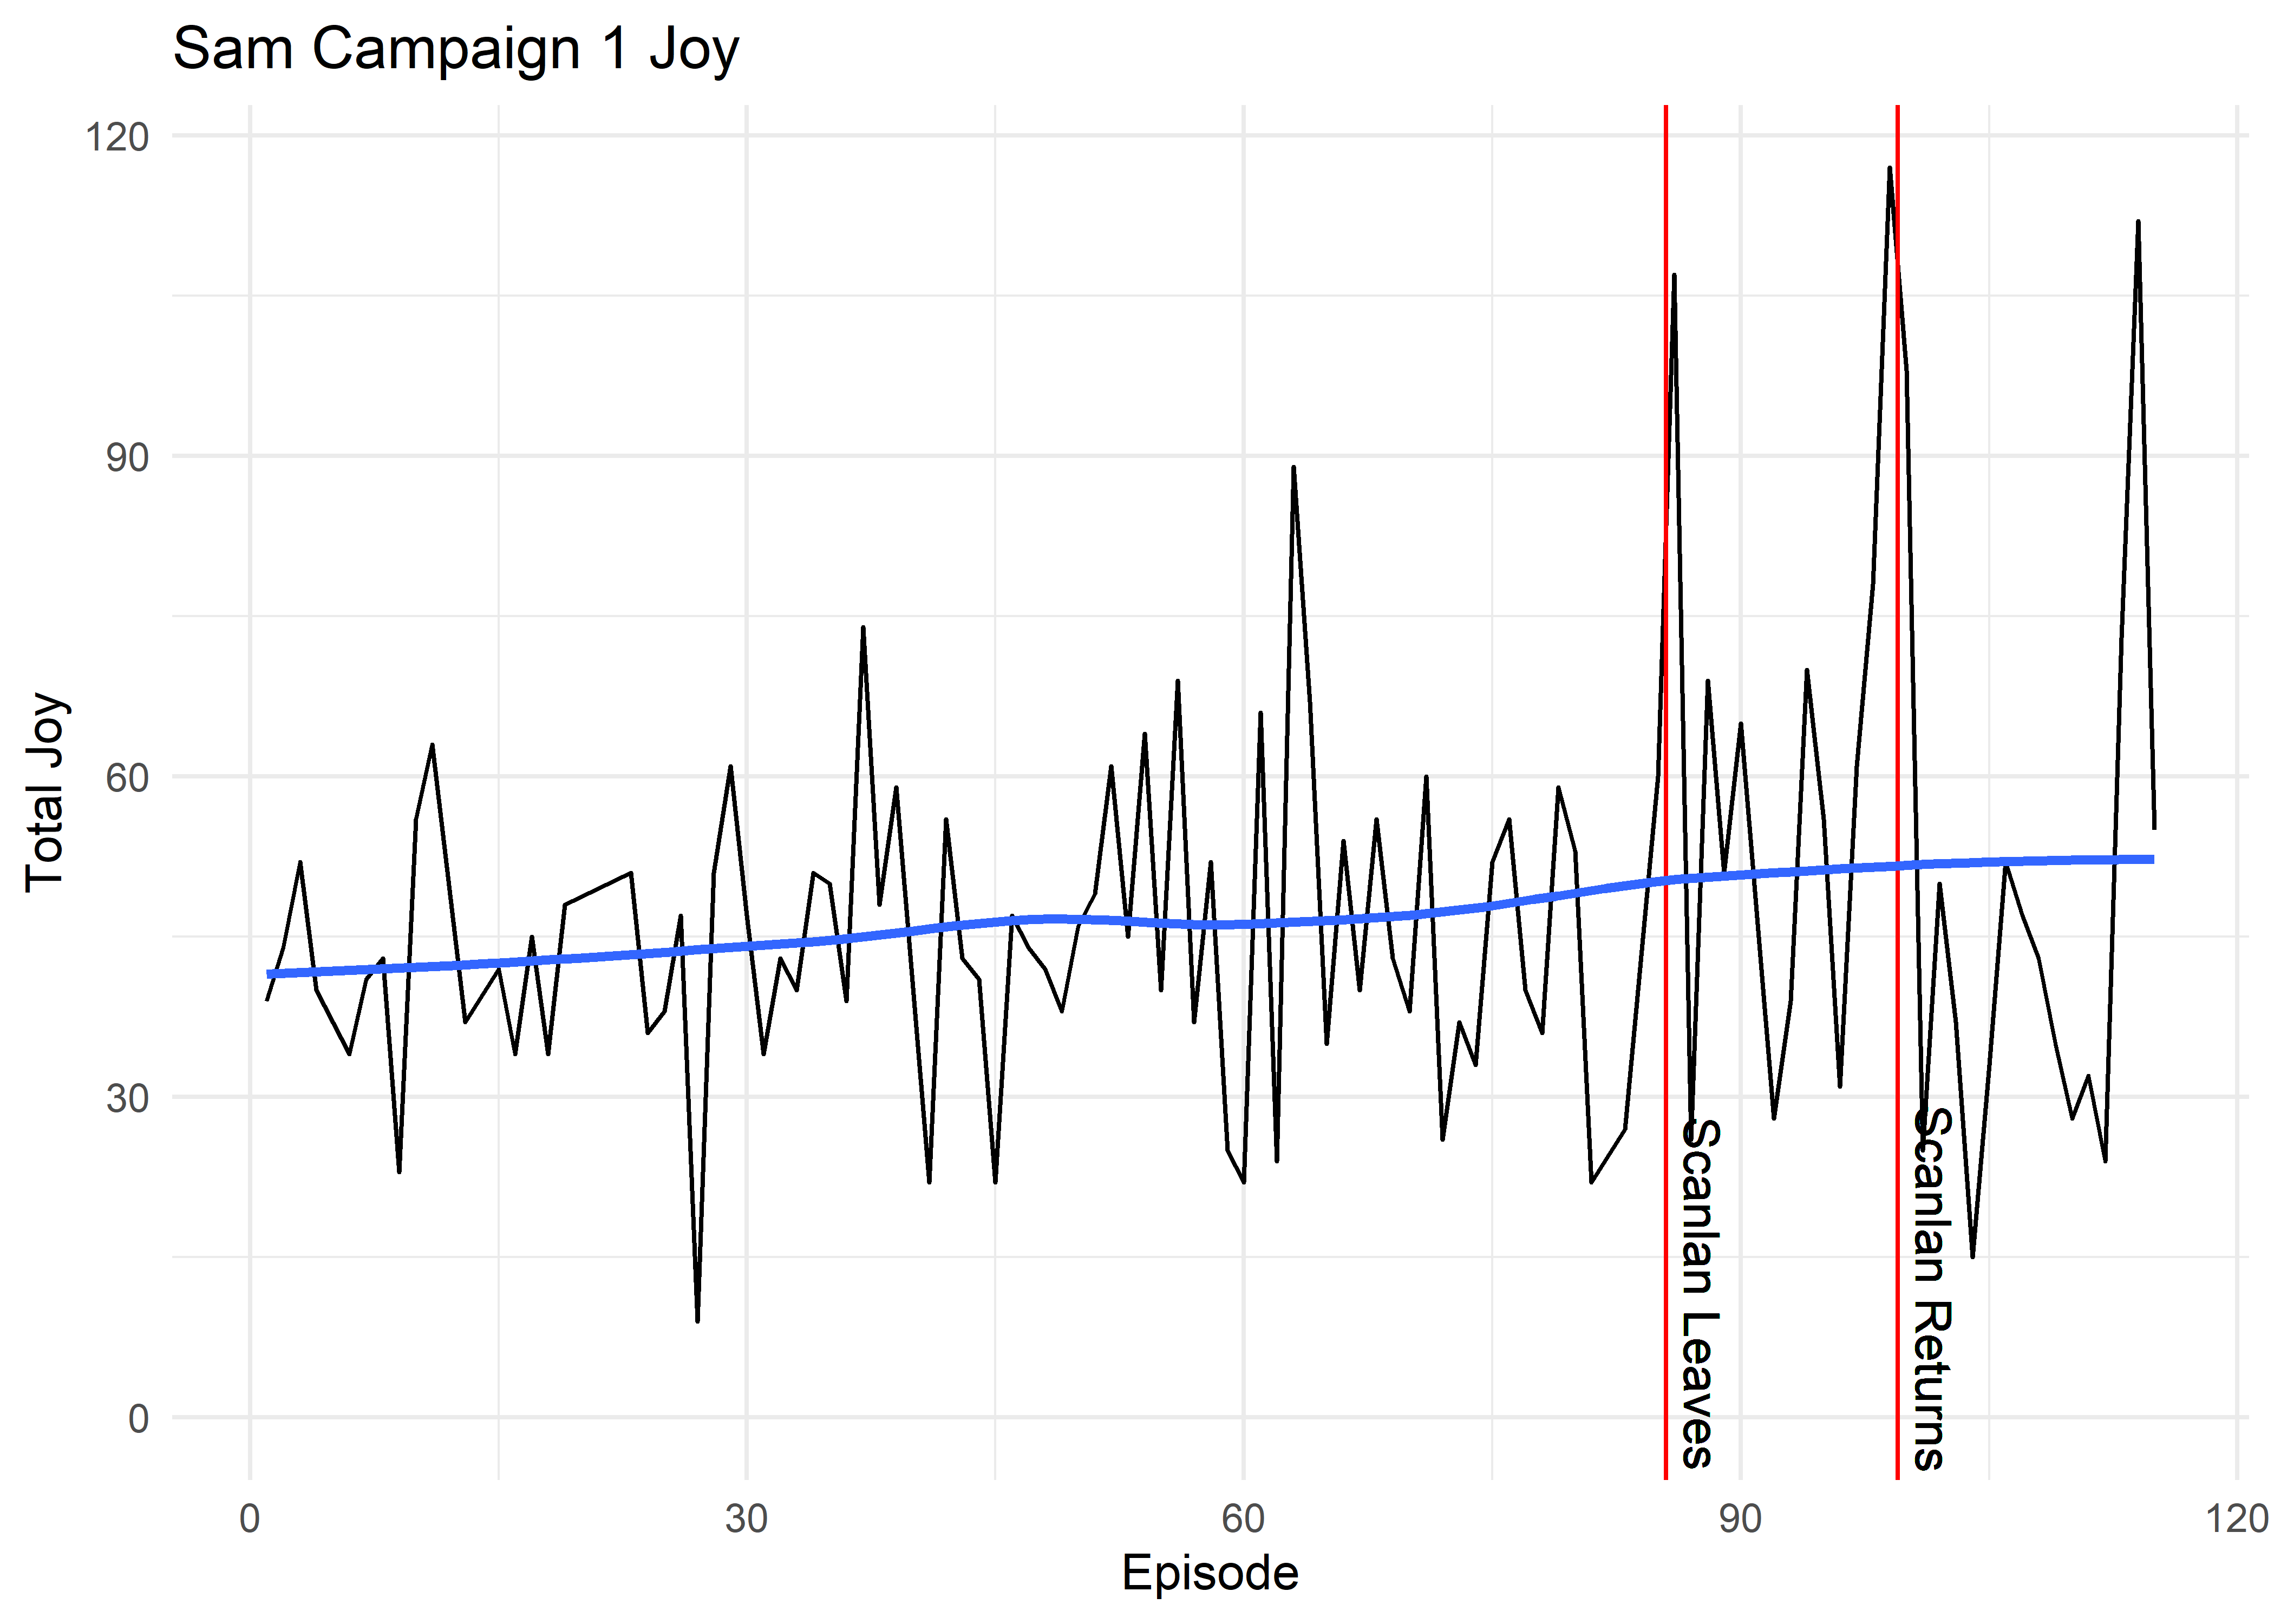 Sam Campaign 1 Joy
120
90
60
30
0
Total Joy
Scanlan Leaves
Scanlan Returns
0
30
60
90
120
Episode